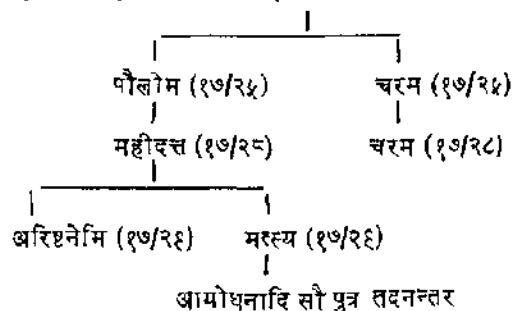 पौलोम (१७/२५) चरम (१७/२५)
महीदत्त (१७/२८) चरम (१७/२८)
अरिष्टनेमि (१७/२९) मत्स्य (१७/२९)
आयोधनादि सौ पुत्र तदनन्तर